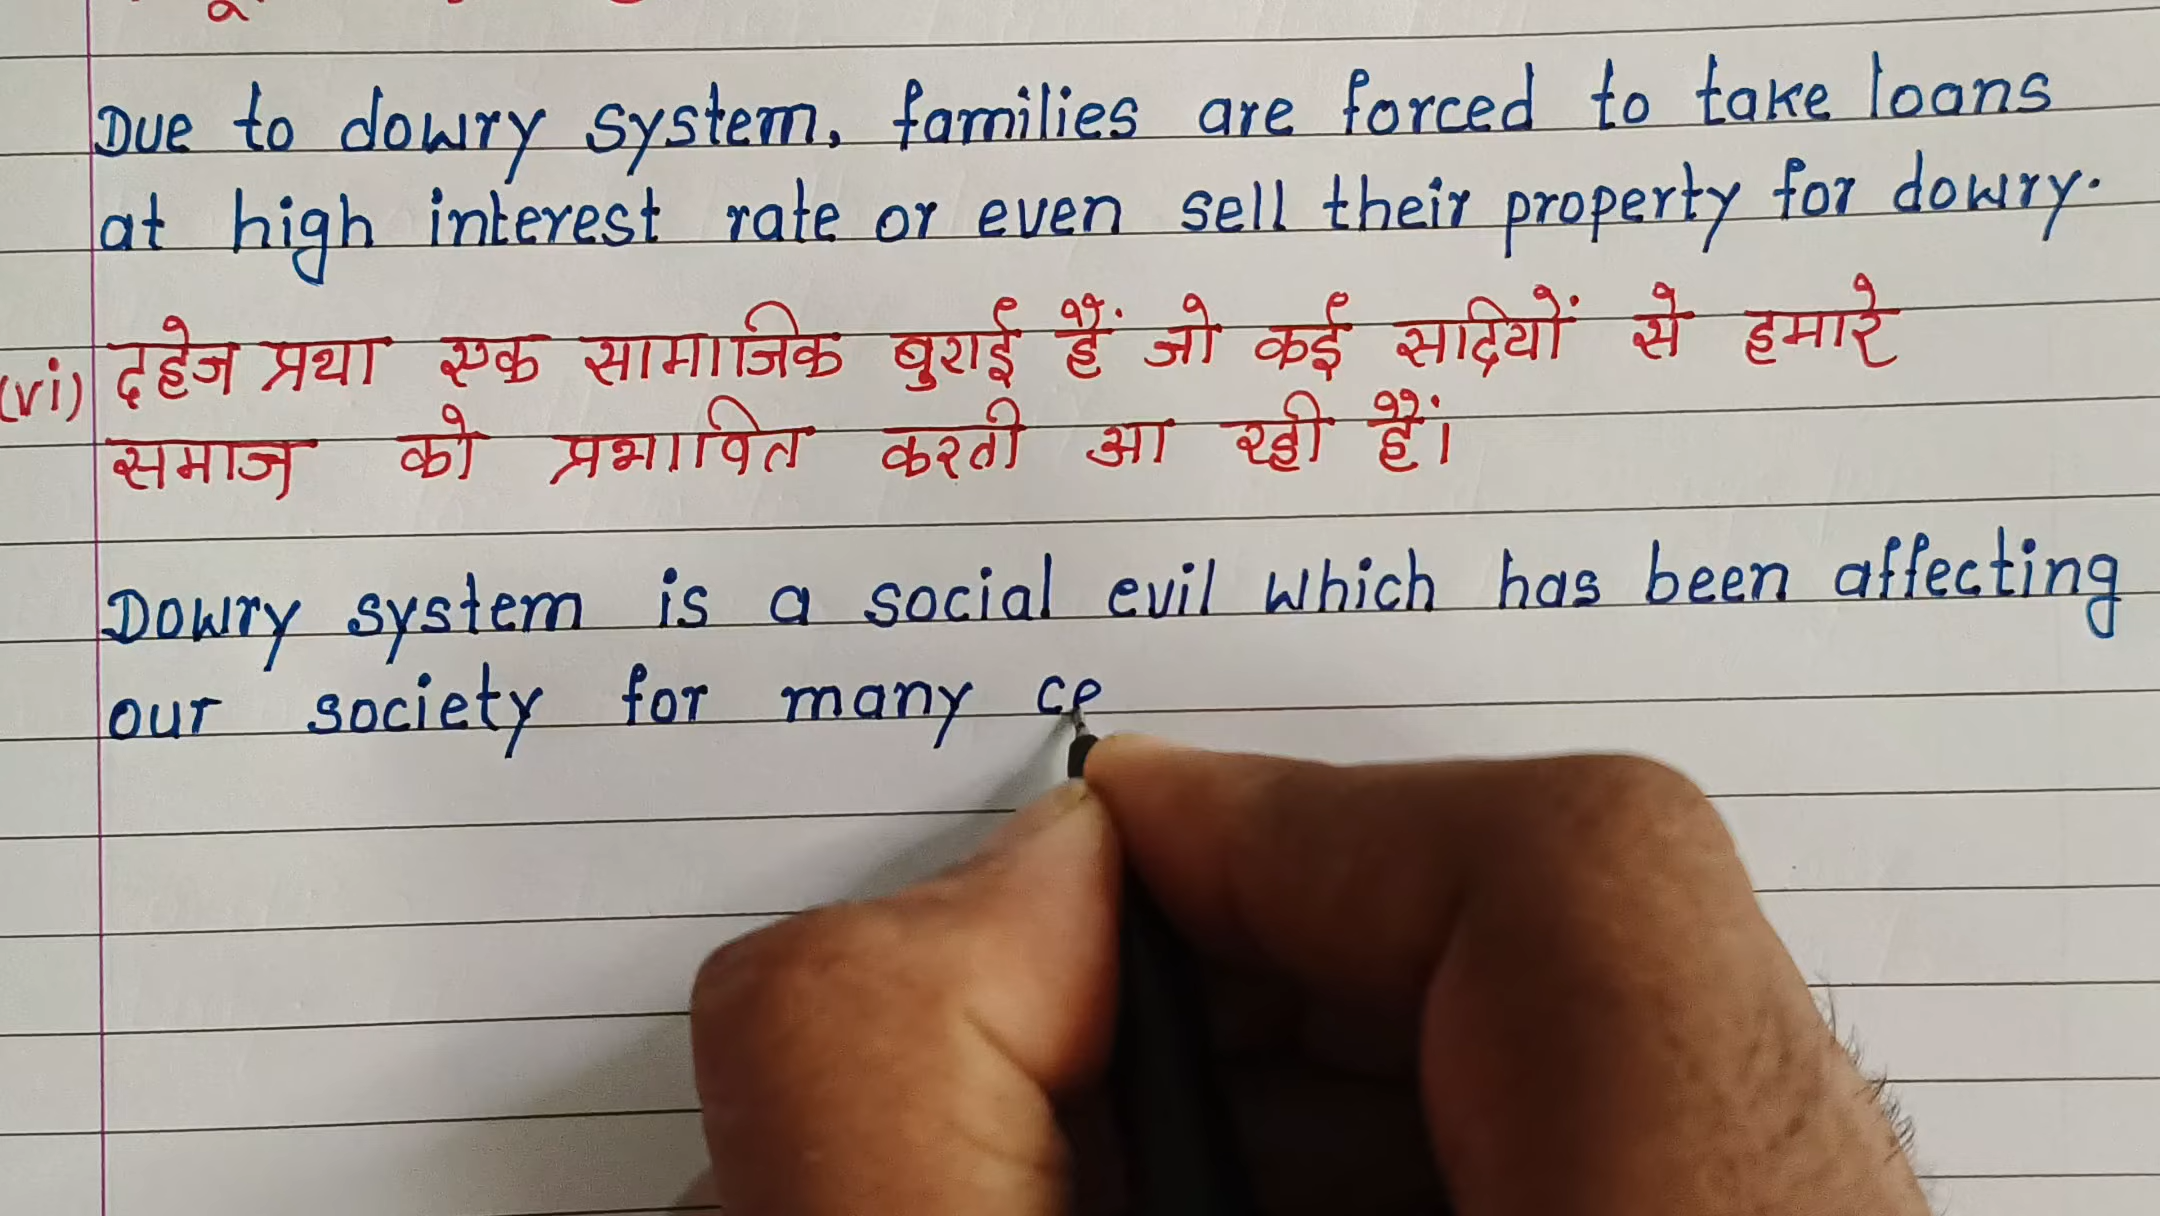 Due to dowry system, families are forced to take loans
at high interest rate or even sell their property for dowry.
(vi) दहेज प्रथा एक सामाजिक बुराई हैं जो कई सदियों से हमारे
समाज को प्रभावित करती आ रही हैं।
Dowry system is a social evil which has been affecting
our society for many ce